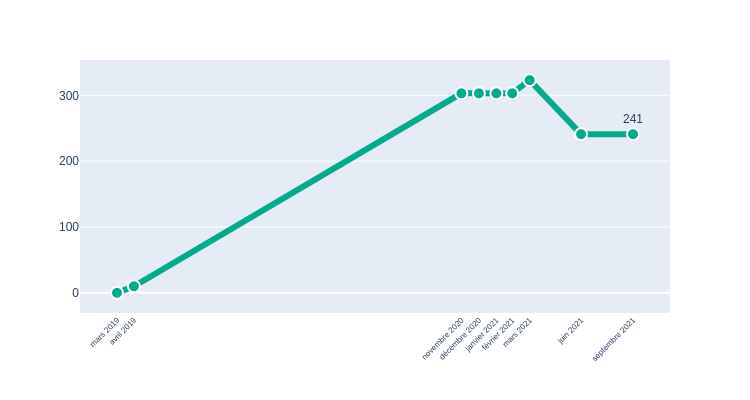 300
200
100
0
241
mars 2019
avril 2019
novembre 2020
décembre 2020
janvier 2021
février 2021
mars 2021
juin 2021
septembre 2021